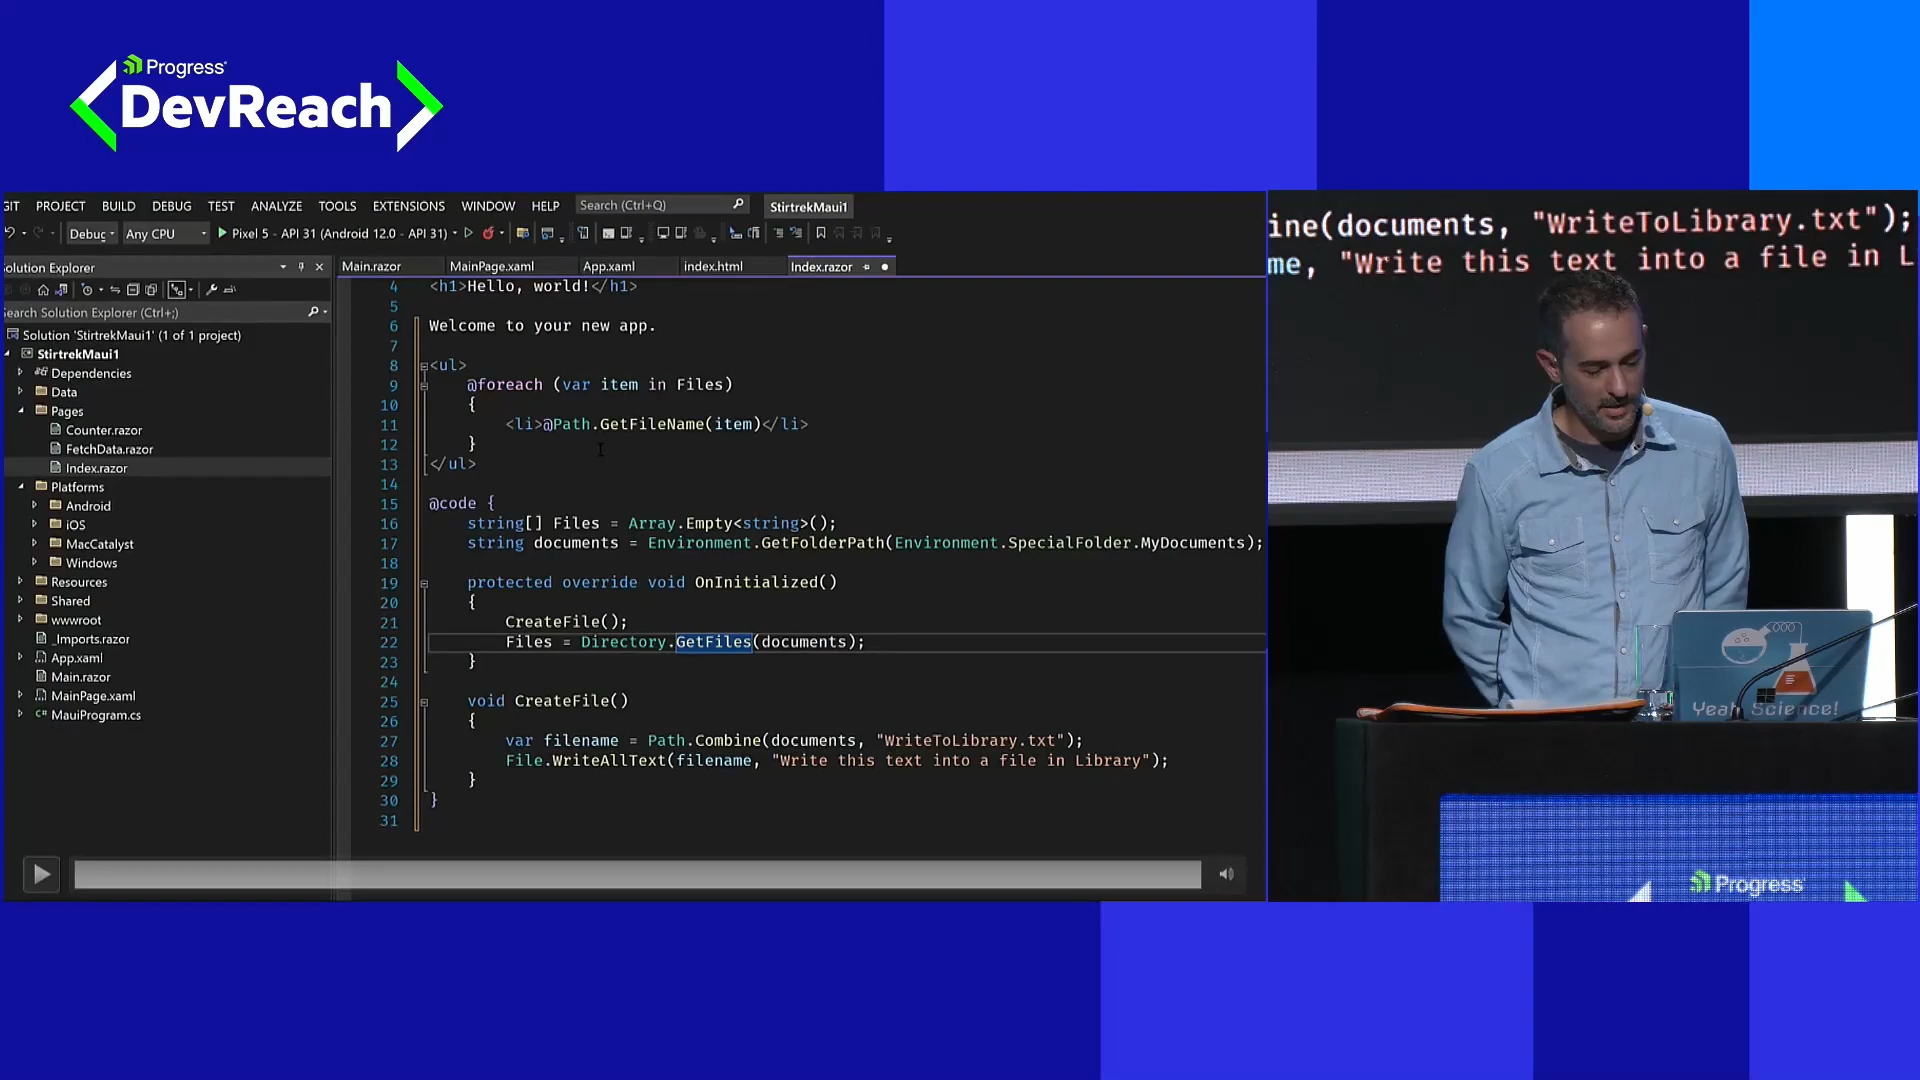 Progress
DevReach
GIT PROJECT BUILD DEBUG TEST ANALYZE TOOLS EXTENSIONS WINDOW HELP Search (Ctrl+Q) StirtrekMaui1
Debug Any CPU Pixel 5 - API 31 (Android 12.0 - API 31)
Solution Explorer
Main.razor MainPage.xaml App.xaml index.html Index.razor
Search Solution Explorer (Ctrl+;)
Solution 'StirtrekMaui1' (1 of 1 project)
StirtrekMaui1
Dependencies
Data
Pages
Counter.razor
FetchData.razor
Index.razor
Platforms
Android
iOS
MacCatalyst
Windows
Resources
Shared
wwwroot
_Imports.razor
App.xaml
Main.razor
MainPage.xaml
C# MauiProgram.cs
4 <h1>Hello, world!</h1>
5
6 Welcome to your new app.
7
8 <ul>
9 @foreach (var item in Files)
10 {
11 <li>@Path.GetFileName(item)</li>
12 }
13 </ul>
14
15 @code {
16 string[] Files = Array.Empty<string>();
17 string documents = Environment.GetFolderPath(Environment.SpecialFolder.MyDocuments);
18
19 protected override void OnInitialized()
20 {
21 CreateFile();
22 Files = Directory.GetFiles(documents);
23 }
24
25 void CreateFile()
26 {
27 var filename = Path.Combine(documents, "WriteToLibrary.txt");
28 File.WriteAllText(filename, "Write this text into a file in Library");
29 }
30 }
31
ine(documents, "WriteToLibrary.txt");
me, "Write this text into a file in L
Yeah Science!
Progress